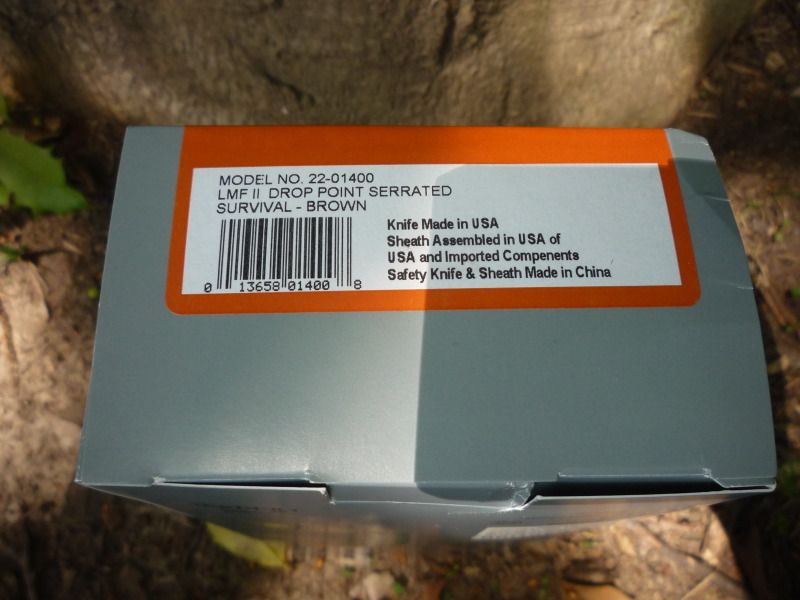 MODEL NO. 22-01400
LMF II DROP POINT SERRATED
SURVIVAL - BROWN
Knife Made in USA
Sheath Assembled in USA of
USA and Imported Compenents
Safety Knife & Sheath Made in China
0 13658 01400 8